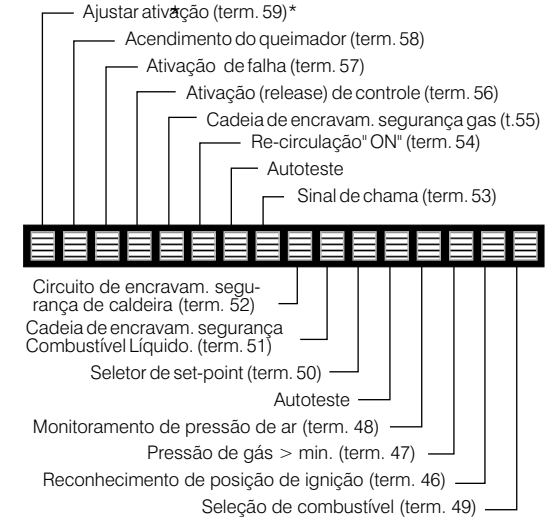 Ajustar ativação (term. 59)*
Acendimento do queimador (term. 58)
Ativação de falha (term. 57)
Ativação (release) de controle (term. 56)
Cadeia de encravam. segurança gas (t.55)
Re-circulação" ON" (term. 54)
Autoteste
Sinal de chama (term. 53)
Circuito de encravam. segu-
rança de caldeira (term. 52)
Cadeia de encravam. segurança
Combustível Líquido. (term. 51)
Seletor de set-point (term. 50)
Autoteste
Monitoramento de pressão de ar (term. 48)
Pressão de gás > min. (term. 47)
Reconhecimento de posição de ignição (term. 46)
Seleção de combustível (term. 49)